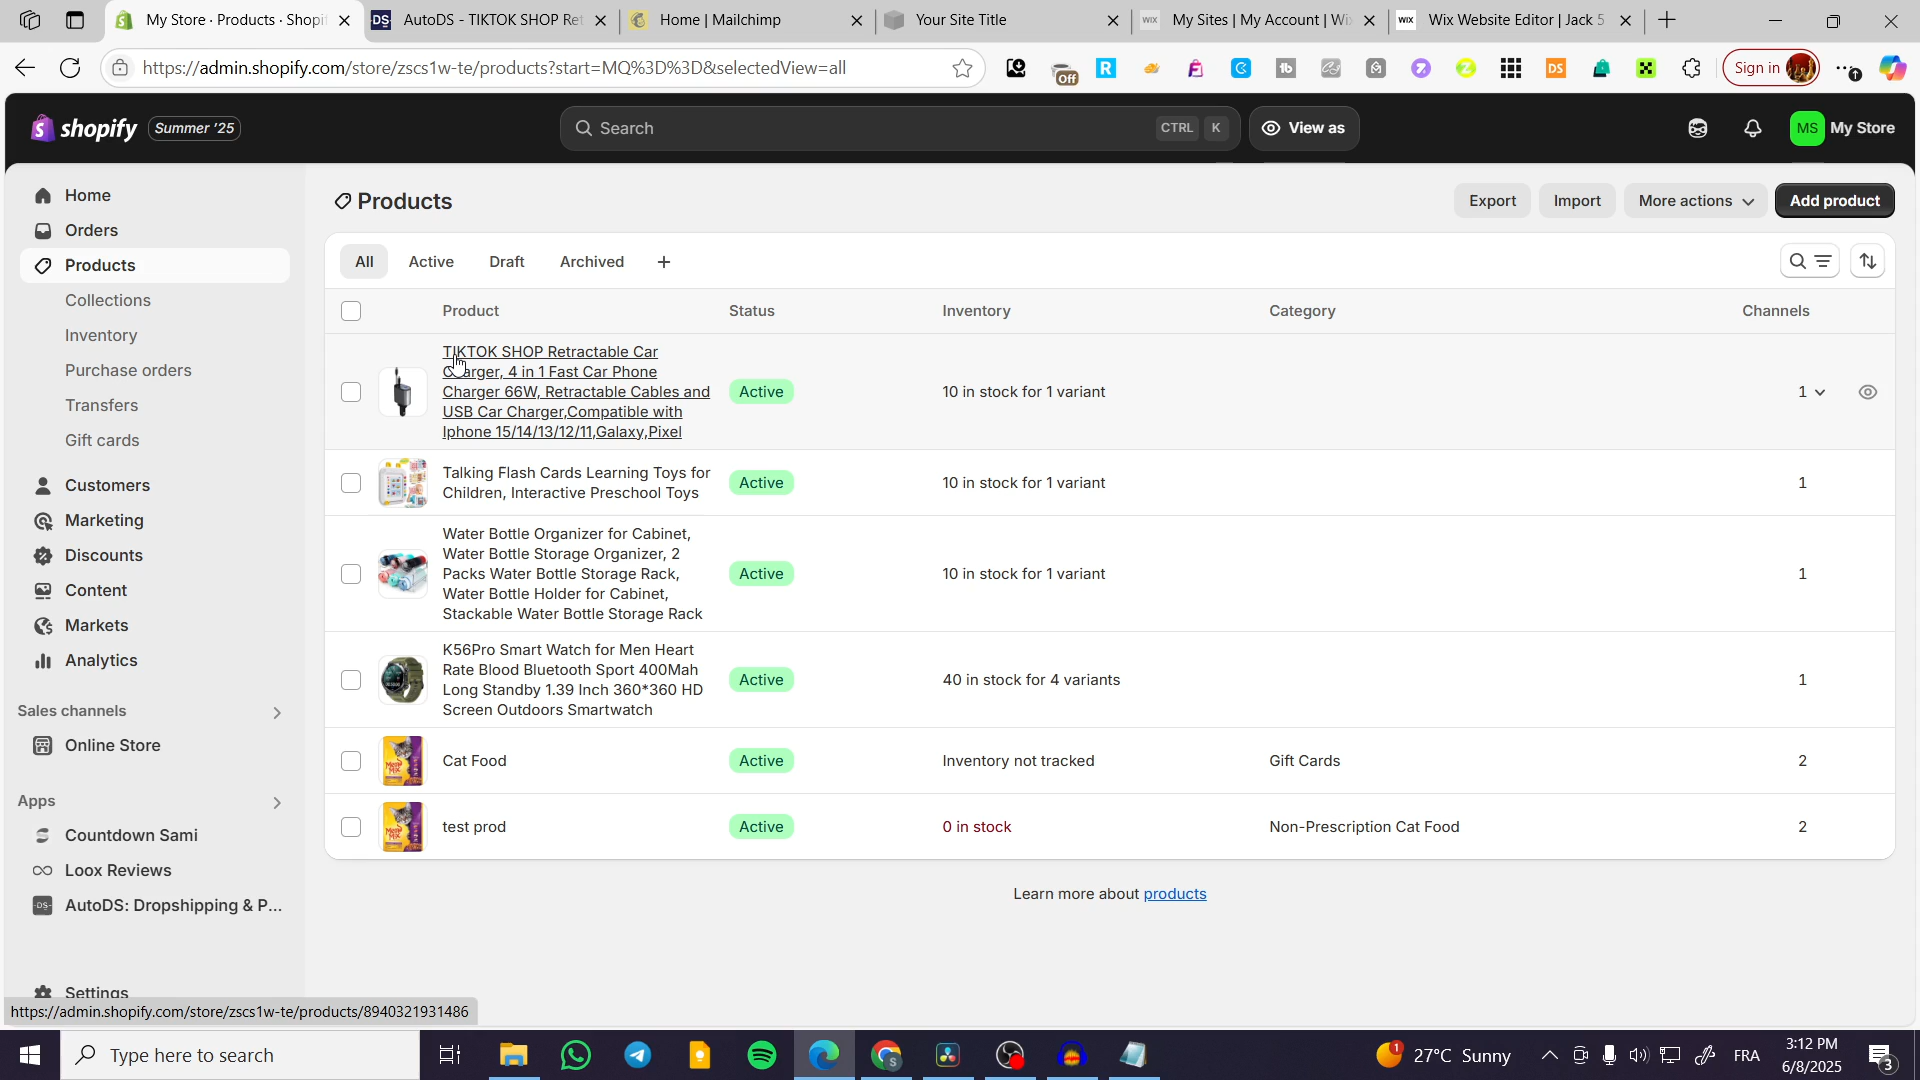 My Store · Products · Shopi
AutoDS - TIKTOK SHOP Ret
Home | Mailchimp
Your Site Title
WIX My Sites | My Account | Wi
WIX Wix Website Editor | Jack 5
https://admin.shopify.com/store/zscs1w-te/products?start=MQ%3D%3D&selectedView=all
Off
Sign in
shopify Summer '25
Search CTRL K
View as
MS My Store
Home
Orders
Products
Collections
Inventory
Purchase orders
Transfers
Gift cards
Customers
Marketing
Discounts
Content
Markets
Analytics
Sales channels
Online Store
Apps
Countdown Sami
Loox Reviews
AutoDS: Dropshipping & P...
Settings
Products
Export Import More actions Add product
All Active Draft Archived +
Product Status Inventory Category Channels
TIKTOK SHOP Retractable Car
Charger, 4 in 1 Fast Car Phone
Charger 66W, Retractable Cables and
USB Car Charger,Compatible with
Iphone 15/14/13/12/11,Galaxy,Pixel
Active 10 in stock for 1 variant 1
Talking Flash Cards Learning Toys for
Children, Interactive Preschool Toys
Active 10 in stock for 1 variant 1
Water Bottle Organizer for Cabinet,
Water Bottle Storage Organizer, 2
Packs Water Bottle Storage Rack,
Water Bottle Holder for Cabinet,
Stackable Water Bottle Storage Rack
Active 10 in stock for 1 variant 1
K56Pro Smart Watch for Men Heart
Rate Blood Bluetooth Sport 400Mah
Long Standby 1.39 Inch 360*360 HD
Screen Outdoors Smartwatch
Active 40 in stock for 4 variants 1
Cat Food Active Inventory not tracked Gift Cards 2
test prod Active 0 in stock Non-Prescription Cat Food 2
Learn more about products
https://admin.shopify.com/store/zscs1w-te/products/8940321931486
Type here to search
1
27°C Sunny
FRA
3:12 PM
6/8/2025
3